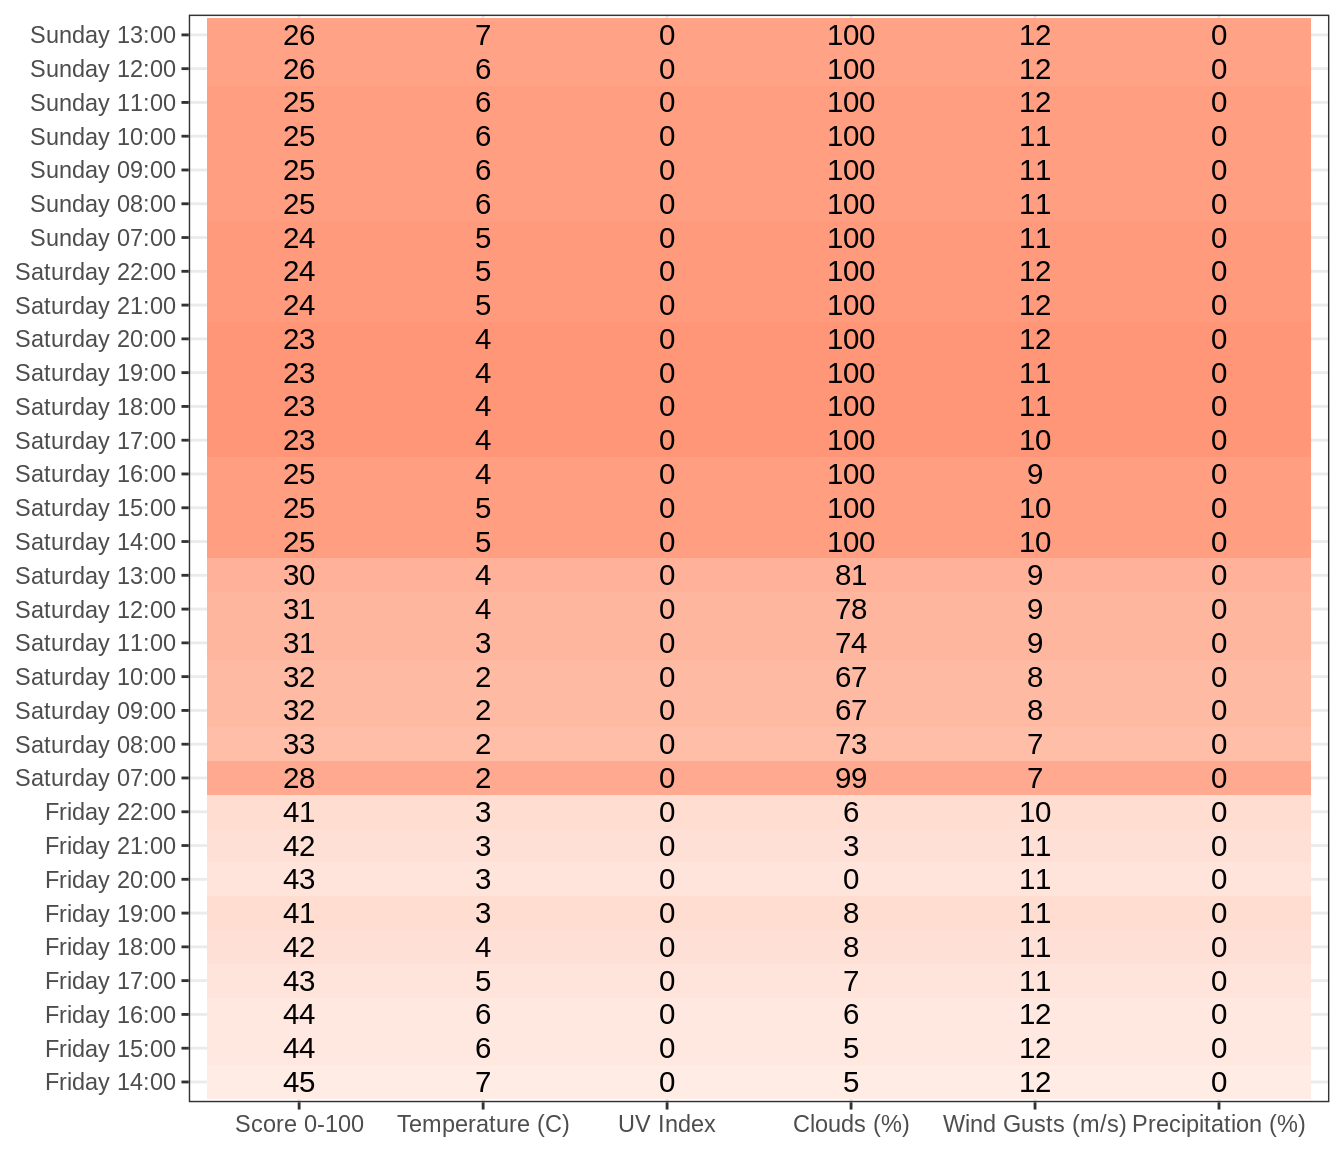 Sunday 13:00 26 7 0 100 12 0
Sunday 12:00 26 6 0 100 12 0
Sunday 11:00 25 6 0 100 12 0
Sunday 10:00 25 6 0 100 11 0
Sunday 09:00 25 6 0 100 11 0
Sunday 08:00 25 6 0 100 11 0
Sunday 07:00 24 5 0 100 11 0
Saturday 22:00 24 5 0 100 12 0
Saturday 21:00 24 5 0 100 12 0
Saturday 20:00 23 4 0 100 12 0
Saturday 19:00 23 4 0 100 11 0
Saturday 18:00 23 4 0 100 11 0
Saturday 17:00 23 4 0 100 10 0
Saturday 16:00 25 4 0 100 9 0
Saturday 15:00 25 5 0 100 10 0
Saturday 14:00 25 5 0 100 10 0
Saturday 13:00 30 4 0 81 9 0
Saturday 12:00 31 4 0 78 9 0
Saturday 11:00 31 3 0 74 9 0
Saturday 10:00 32 2 0 67 8 0
Saturday 09:00 32 2 0 67 8 0
Saturday 08:00 33 2 0 73 7 0
Saturday 07:00 28 2 0 99 7 0
Friday 22:00 41 3 0 6 10 0
Friday 21:00 42 3 0 3 11 0
Friday 20:00 43 3 0 0 11 0
Friday 19:00 41 3 0 8 11 0
Friday 18:00 42 4 0 8 11 0
Friday 17:00 43 5 0 7 11 0
Friday 16:00 44 6 0 6 12 0
Friday 15:00 44 6 0 5 12 0
Friday 14:00 45 7 0 5 12 0
Score 0-100 Temperature (C) UV Index Clouds (%) Wind Gusts (m/s) Precipitation (%)